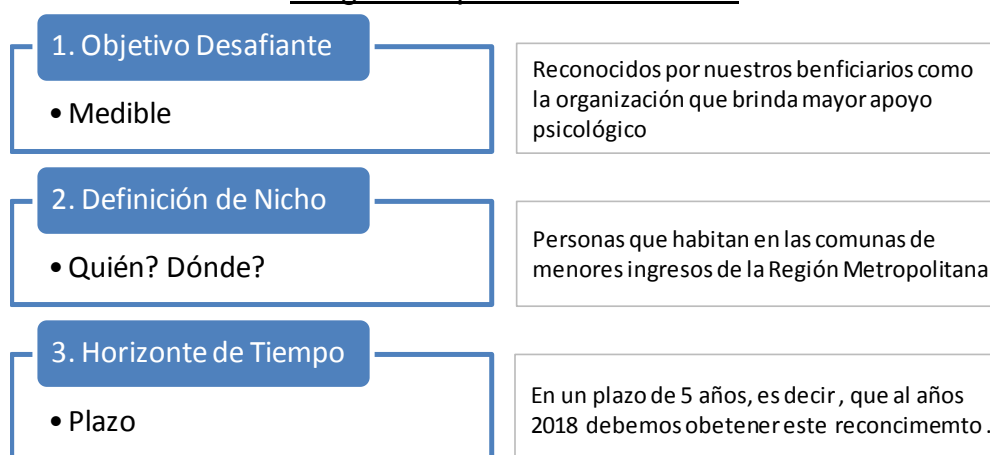 1. Objetivo Desafiante
• Medible
Reconocidos por nuestros benficiarios como
la organización que brinda mayor apoyo
psicológico
2. Definición de Nicho
• Quién? Dónde?
Personas que habitan en las comunas de
menores ingresos de la Región Metropolitana
3. Horizonte de Tiempo
• Plazo
En un plazo de 5 años, es decir , que al años
2018 debemos obetener este reconcimemto .